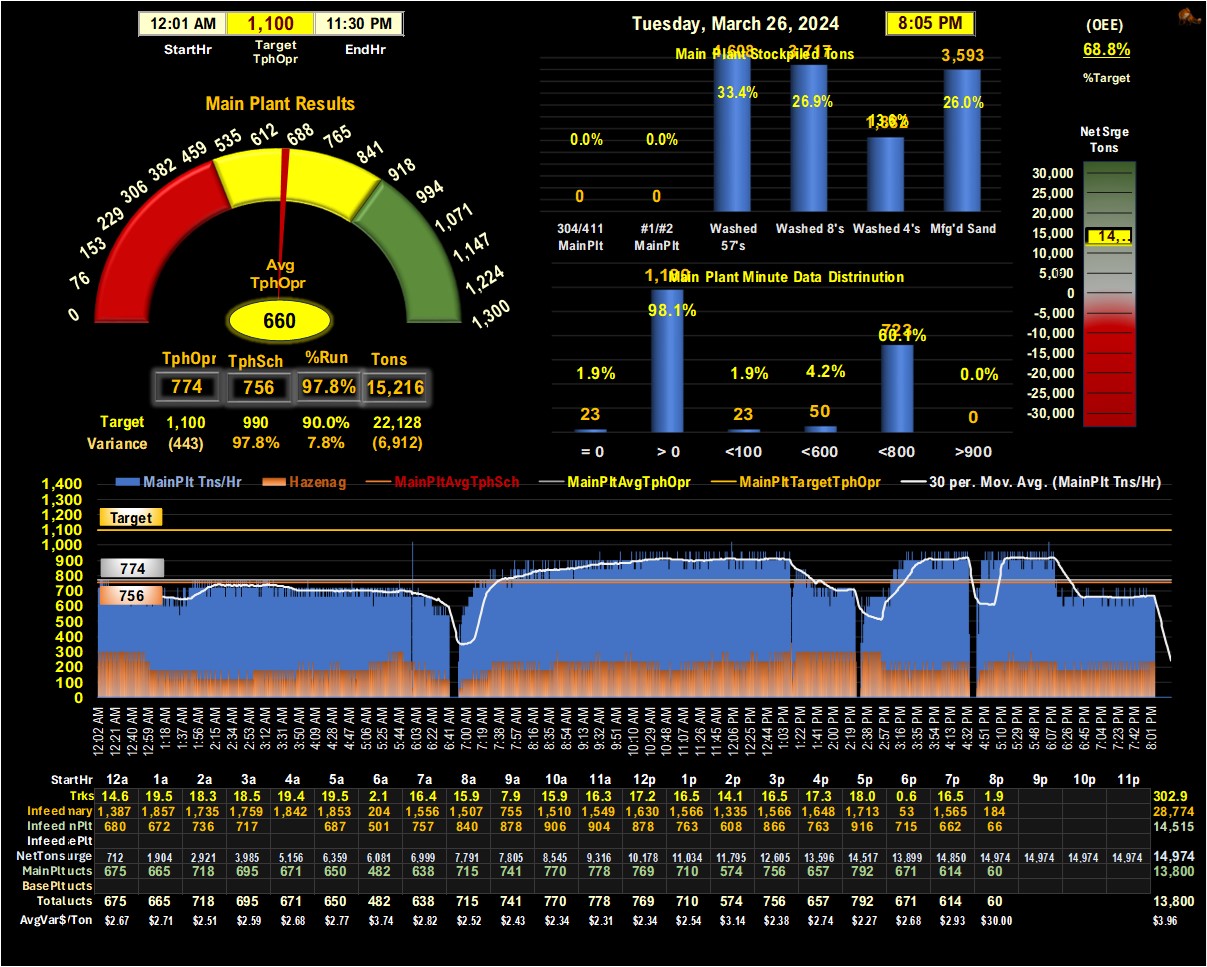 12:01 AM 1,100 11:30 PM
StartHr Target TphOpr EndHr
Tuesday, March 26, 2024 8:05 PM
(OEE)
68.8%
%Target
Main Plant Results
0 76 153 229 306 382 459 535 612 688 765 841 918 994 1,071 1,147 1,224 1,300
Avg
TphOpr
660
TphOpr TphSch %Run Tons
774 756 97.8% 15,216
Target 1,100 990 90.0% 22,128
Variance (443) 97.8% 7.8% (6,912)
Main Plant Stockpiled Tons
4,608 3,717 1,882 3,593
0.0% 0.0% 33.4% 26.9% 13.6% 26.0%
0 0
304/411 MainPlt #1/#2 MainPlt Washed 57's Washed 8's Washed 4's Mfg'd Sand
Main Plant Minute Data Distrinution
98.1% 66.1%
1.9% 1.9% 4.2% 0.0%
23 23 50 723 0
= 0 > 0 <100 <600 <800 >900
NetSrge
Tons
30,000
25,000
20,000
15,000
14,..
10,000
5,000
0
-5,000
-10,000
-15,000
-20,000
-25,000
-30,000
MainPlt Tns/Hr Hazenag MainPltAvgTphSch MainPltAvgTphOpr MainPltTargetTphOpr 30 per. Mov. Avg. (MainPlt Tns/Hr)
1,400
1,300
1,200
Target
1,100
1,000
900
774
800
700
756
600
500
400
300
200
100
0
12:02 AM 12:21 AM 12:40 AM 12:59 AM 1:18 AM 1:37 AM 1:56 AM 2:15 AM 2:34 AM 2:53 AM 3:12 AM 3:31 AM 3:50 AM 4:09 AM 4:28 AM 4:47 AM 5:06 AM 5:25 AM 5:44 AM 6:03 AM 6:22 AM 6:41 AM 7:00 AM 7:19 AM 7:38 AM 7:57 AM 8:16 AM 8:35 AM 8:54 AM 9:13 AM 9:32 AM 9:51 AM 10:10 AM 10:29 AM 10:48 AM 11:07 AM 11:26 AM 11:45 AM 12:06 PM 12:25 PM 12:44 PM 1:03 PM 1:22 PM 1:41 PM 2:00 PM 2:19 PM 2:38 PM 2:57 PM 3:16 PM 3:35 PM 3:54 PM 4:13 PM 4:32 PM 4:51 PM 5:10 PM 5:29 PM 5:48 PM 6:07 PM 6:26 PM 6:45 PM 7:04 PM 7:23 PM 7:42 PM 8:01 PM
StartHr 12a 1a 2a 3a 4a 5a 6a 7a 8a 9a 10a 11a 12p 1p 2p 3p 4p 5p 6p 7p 8p 9p 10p 11p
Trks 14.6 19.5 18.3 18.5 19.4 19.5 2.1 16.4 15.9 7.9 15.9 16.3 17.2 16.5 14.1 16.5 17.3 18.0 0.6 16.5 1.9 302.9
Infeed nary 1,387 1,857 1,735 1,759 1,842 1,853 204 1,556 1,507 755 1,510 1,549 1,630 1,566 1,335 1,566 1,648 1,713 53 1,565 184 28,774
Infeed nPlt 680 672 736 717 687 501 757 840 878 906 904 878 763 608 866 763 916 715 662 66 14,515
Infeed ePlt
NetTons urge 712 1,904 2,921 3,985 5,156 6,359 6,081 6,999 7,791 7,805 8,545 9,316 10,178 11,034 11,795 12,605 13,596 14,517 13,899 14,850 14,974 14,974 14,974 14,974 14,974
MainPlt ucts 675 665 718 695 671 650 482 638 715 741 770 778 769 710 574 756 657 792 671 614 60 13,800
BasePlt ucts
Total ucts 675 665 718 695 671 650 482 638 715 741 770 778 769 710 574 756 657 792 671 614 60 13,800
AvgVar$/Ton $2.67 $2.71 $2.51 $2.59 $2.68 $2.77 $3.74 $2.82 $2.52 $2.43 $2.34 $2.31 $2.34 $2.54 $3.14 $2.38 $2.74 $2.27 $2.68 $2.93 $30.00 $3.96